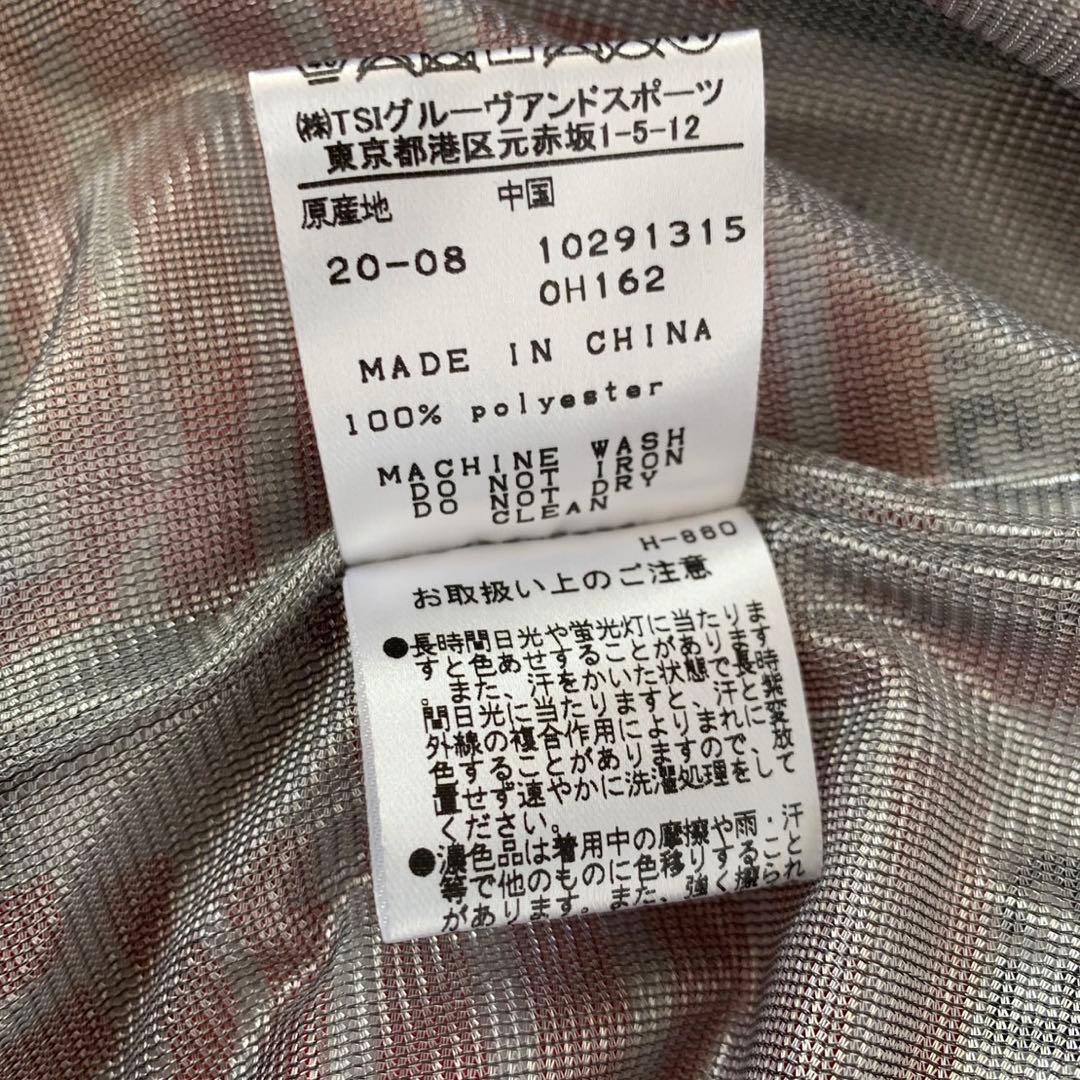 ㈱TSIグルーヴアンドスポーツ
東京都港区元赤坂1-5-12
原産地 中国
20-08 10291315
0H162
MADE IN CHINA
100% polyester
MACHINE WASH
DO NOT IRON
DO NOT DRY
CLEAN
H-880
お取扱い上のご注意
●長時間日光や蛍光灯に当たりま
すと色あせすることがあります
。また、汗をかいた状態で長時
間日光に当たりますと、汗と紫
外線の複合作用によりまれに変
色することがありますので、放
置せず速やかに洗濯処理をして
ください。
●濃色品は着用中の摩擦や雨・汗
等で他のものに色移りすること
があります。また、強く擦られ